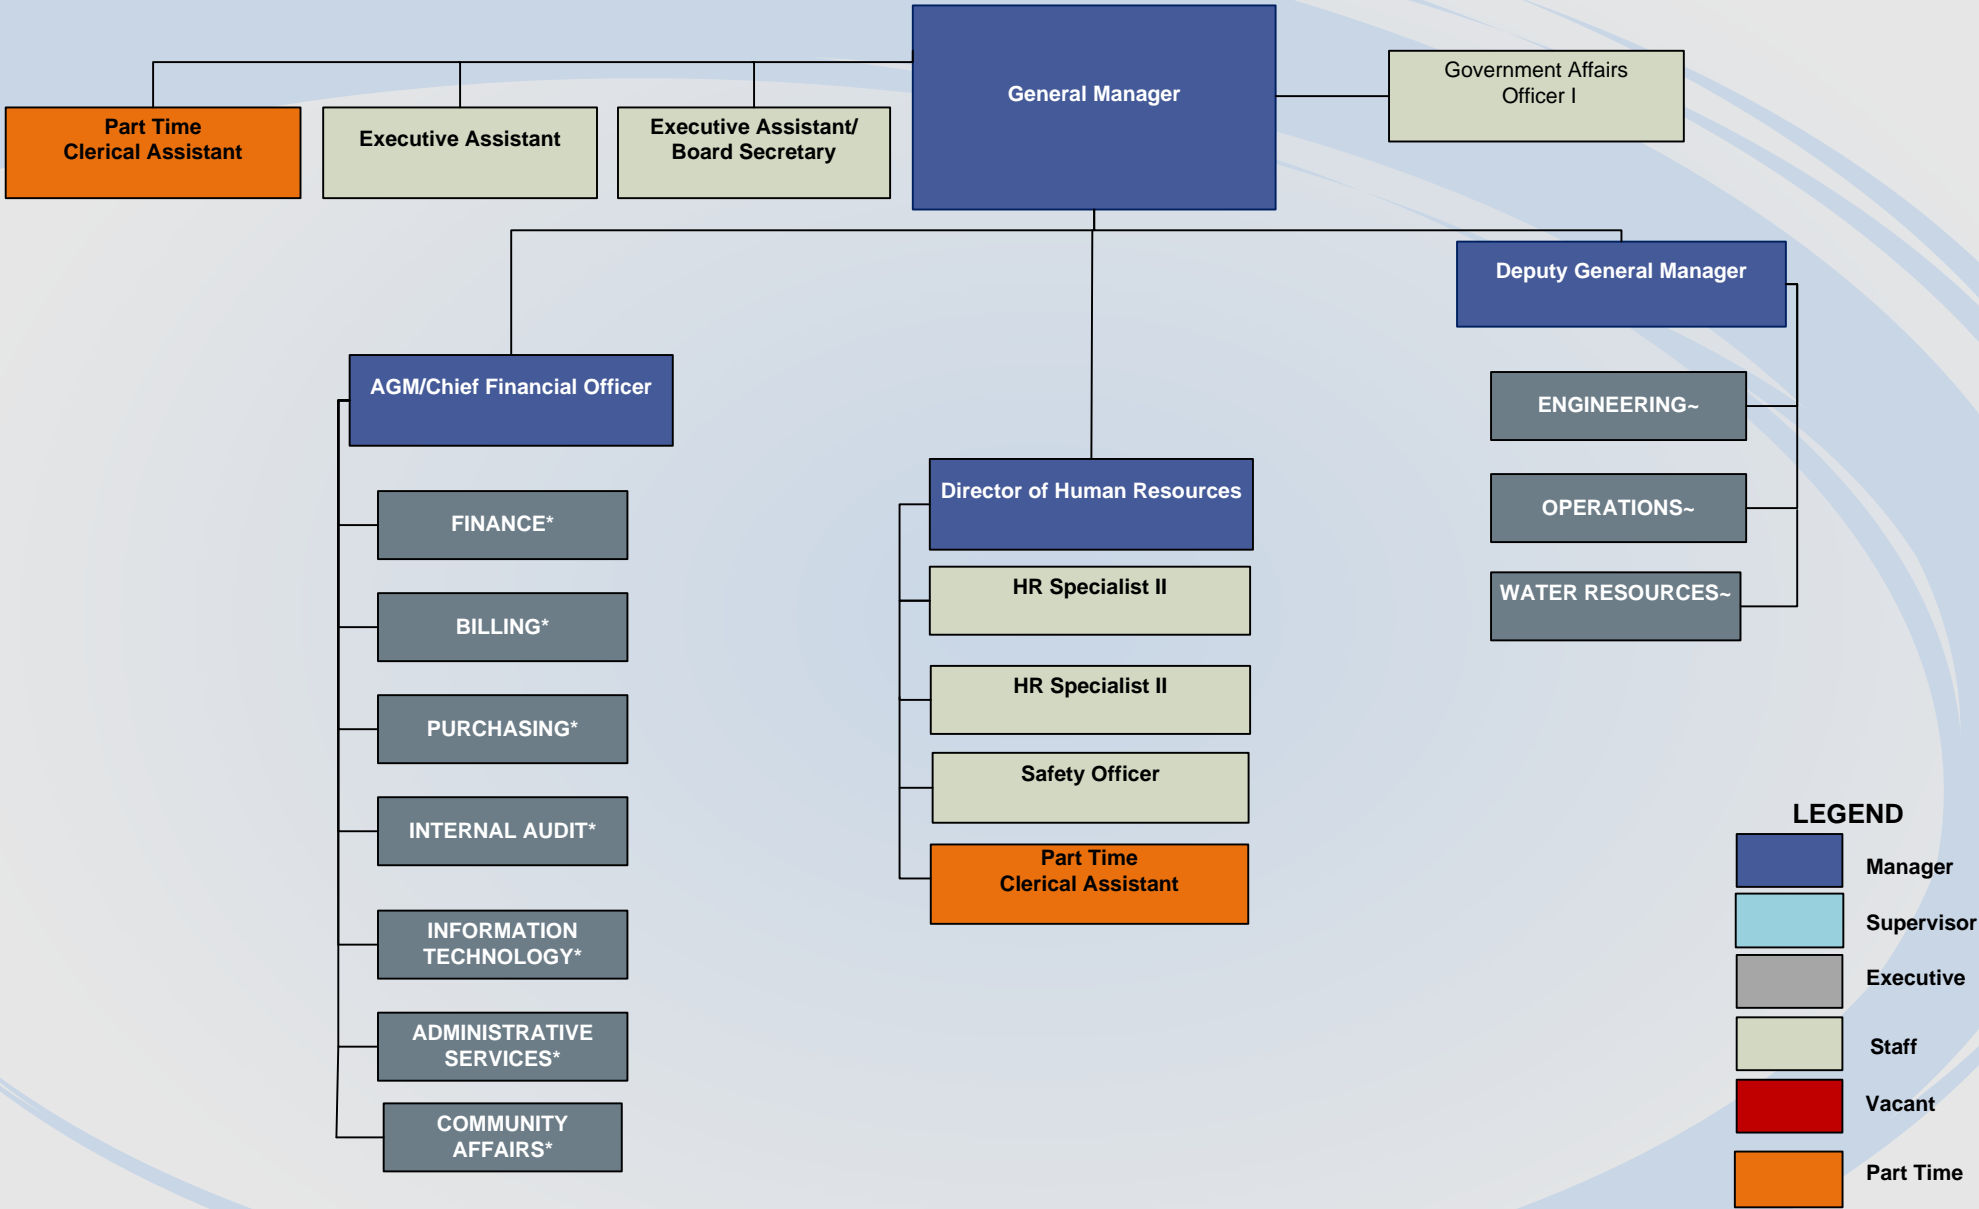 General Manager
Government Affairs
Officer I
Part Time
Clerical Assistant
Executive Assistant
Executive Assistant/
Board Secretary
Deputy General Manager
AGM/Chief Financial Officer
ENGINEERING~
OPERATIONS~
WATER RESOURCES~
Director of Human Resources
HR Specialist II
HR Specialist II
Safety Officer
Part Time
Clerical Assistant
FINANCE*
BILLING*
PURCHASING*
INTERNAL AUDIT*
INFORMATION
TECHNOLOGY*
ADMINISTRATIVE
SERVICES*
COMMUNITY
AFFAIRS*
LEGEND
Manager
Supervisor
Executive
Staff
Vacant
Part Time